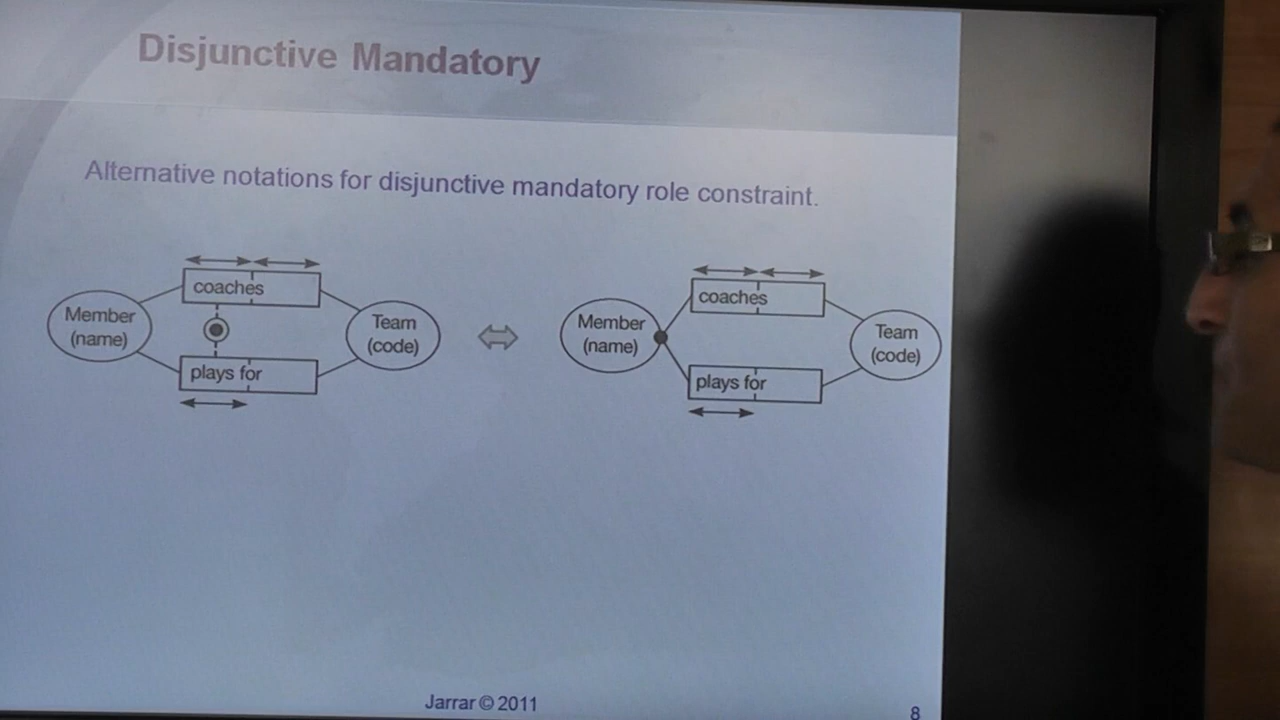 Disjunctive Mandatory
Alternative notations for disjunctive mandatory role constraint.
coaches
Member
(name)
Team
(code)
plays for
coaches
Member
(name)
Team
(code)
plays for
Jarrar © 2011
8